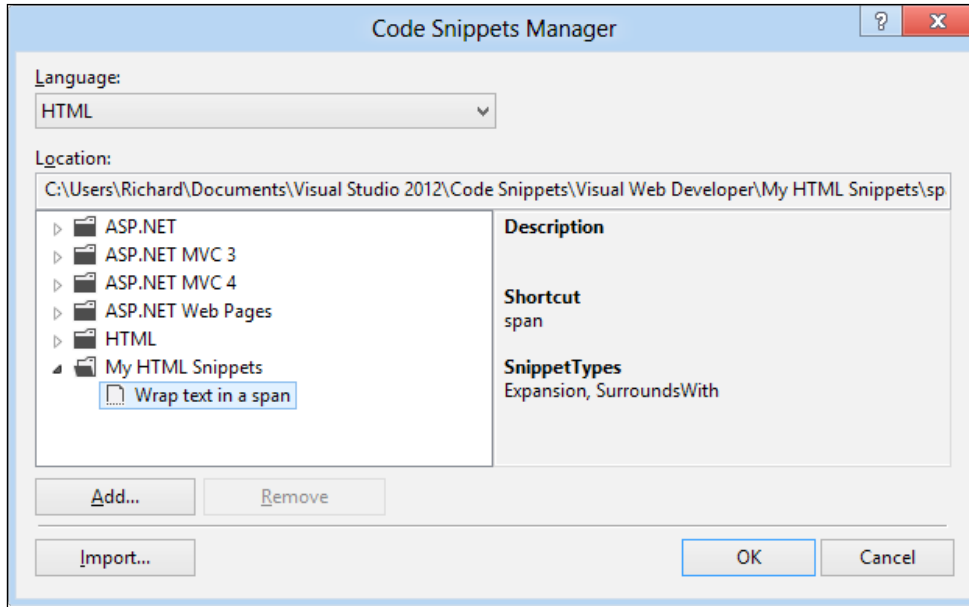 Code Snippets Manager
?
x
Language:
HTML
Location:
C:\Users\Richard\Documents\Visual Studio 2012\Code Snippets\Visual Web Developer\My HTML Snippets\sp
ASP.NET
ASP.NET MVC 3
ASP.NET MVC 4
ASP.NET Web Pages
HTML
My HTML Snippets
Wrap text in a span
Description
Shortcut
span
SnippetTypes
Expansion, SurroundsWith
Add...
Remove
Import...
OK
Cancel